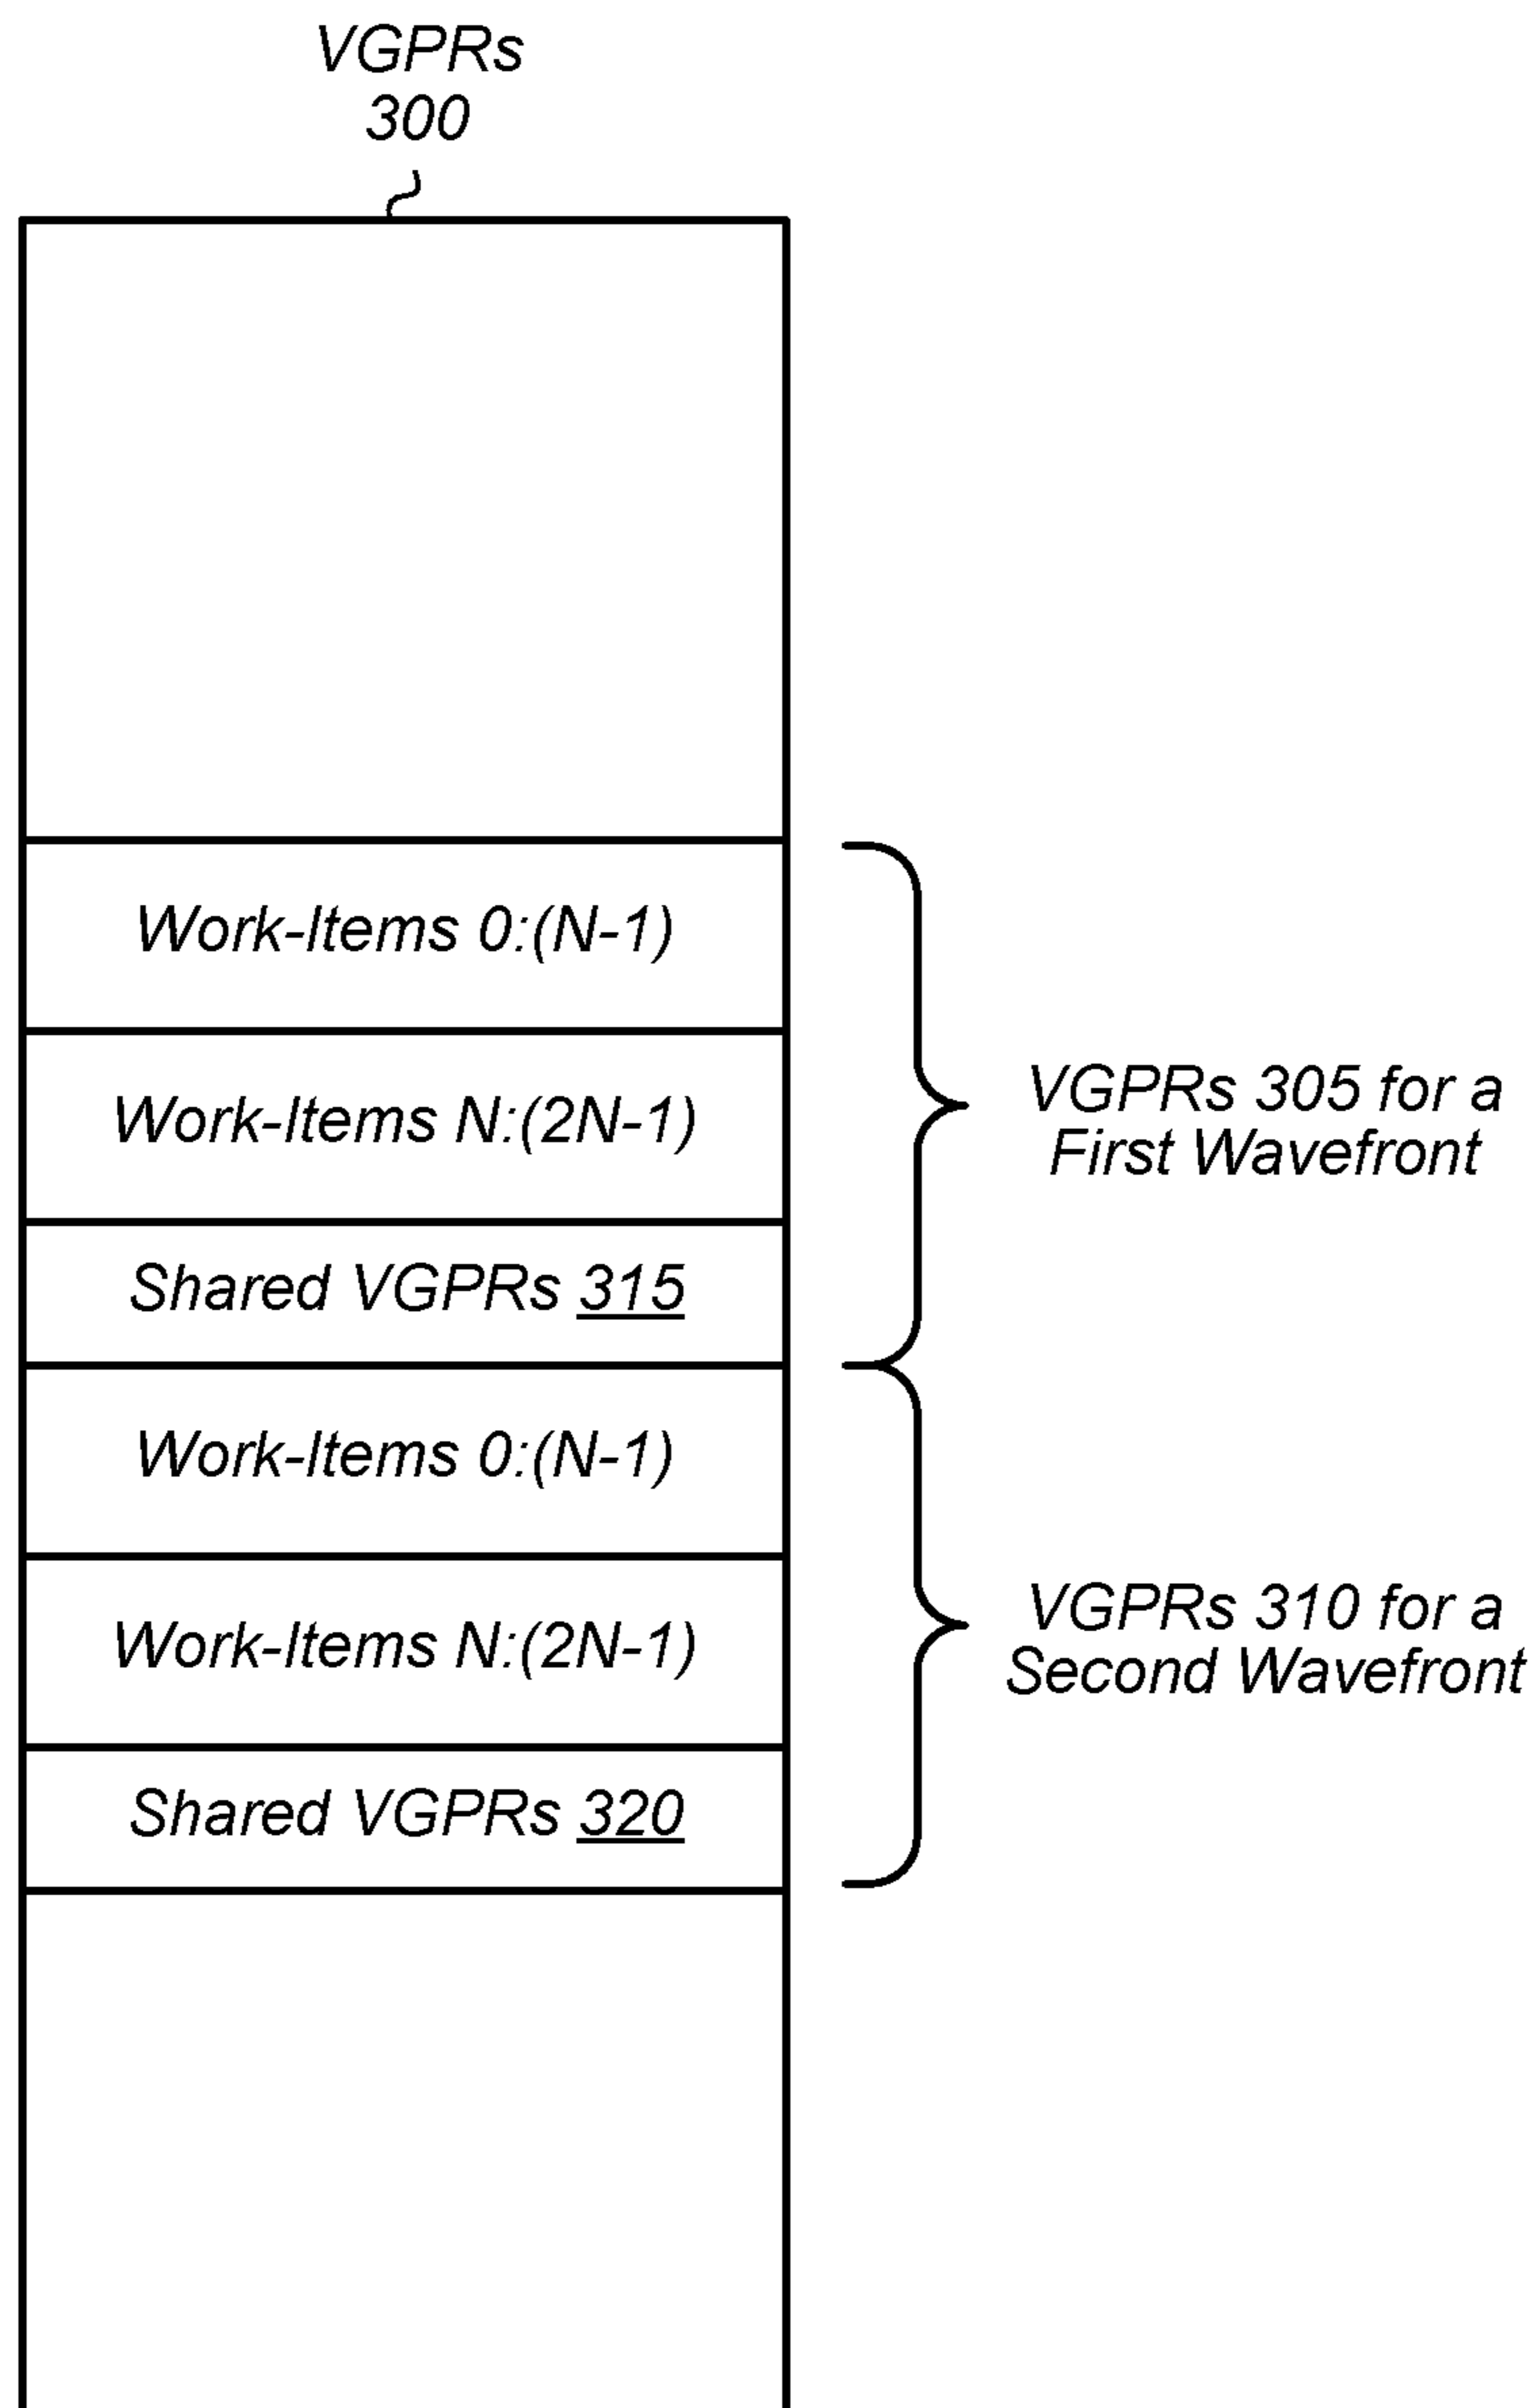 VGPRs
300
Work-Items 0:(N-1)
Work-Items N:(2N-1)
Shared VGPRs 315
VGPRs 305 for a
First Wavefront
Work-Items 0:(N-1)
Work-Items N:(2N-1)
Shared VGPRs 320
VGPRs 310 for a
Second Wavefront